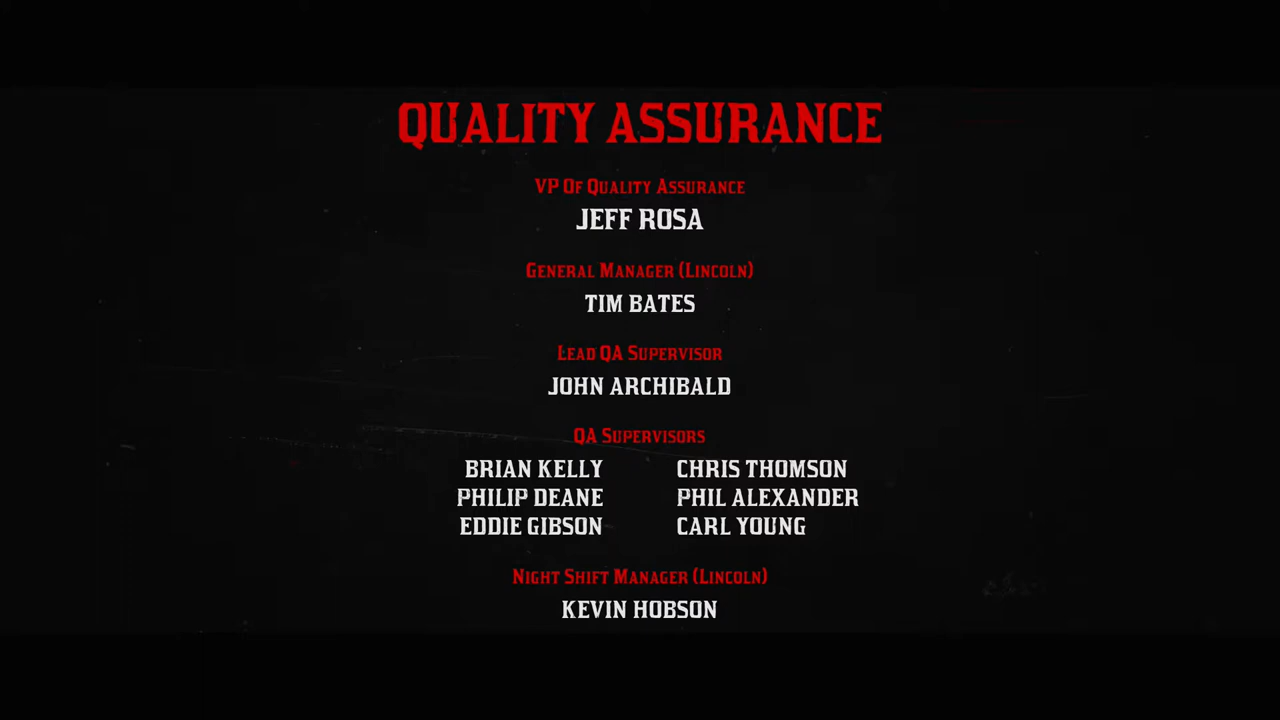 QUALITY ASSURANCE
VP OF QUALITY ASSURANCE
JEFF ROSA
GENERAL MANAGER (LINCOLN)
TIM BATES
LEAD QA SUPERVISOR
JOHN ARCHIBALD
QA SUPERVISORS
BRIAN KELLY CHRIS THOMSON
PHILIP DEANE PHIL ALEXANDER
EDDIE GIBSON CARL YOUNG
NIGHT SHIFT MANAGER (LINCOLN)
KEVIN HOBSON